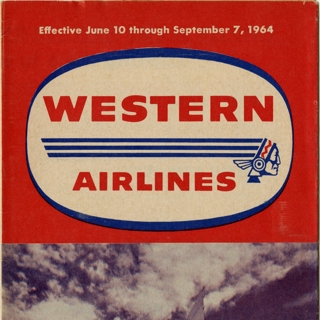 Effective June 10 through September 7, 1964
WESTERN
AIRLINES